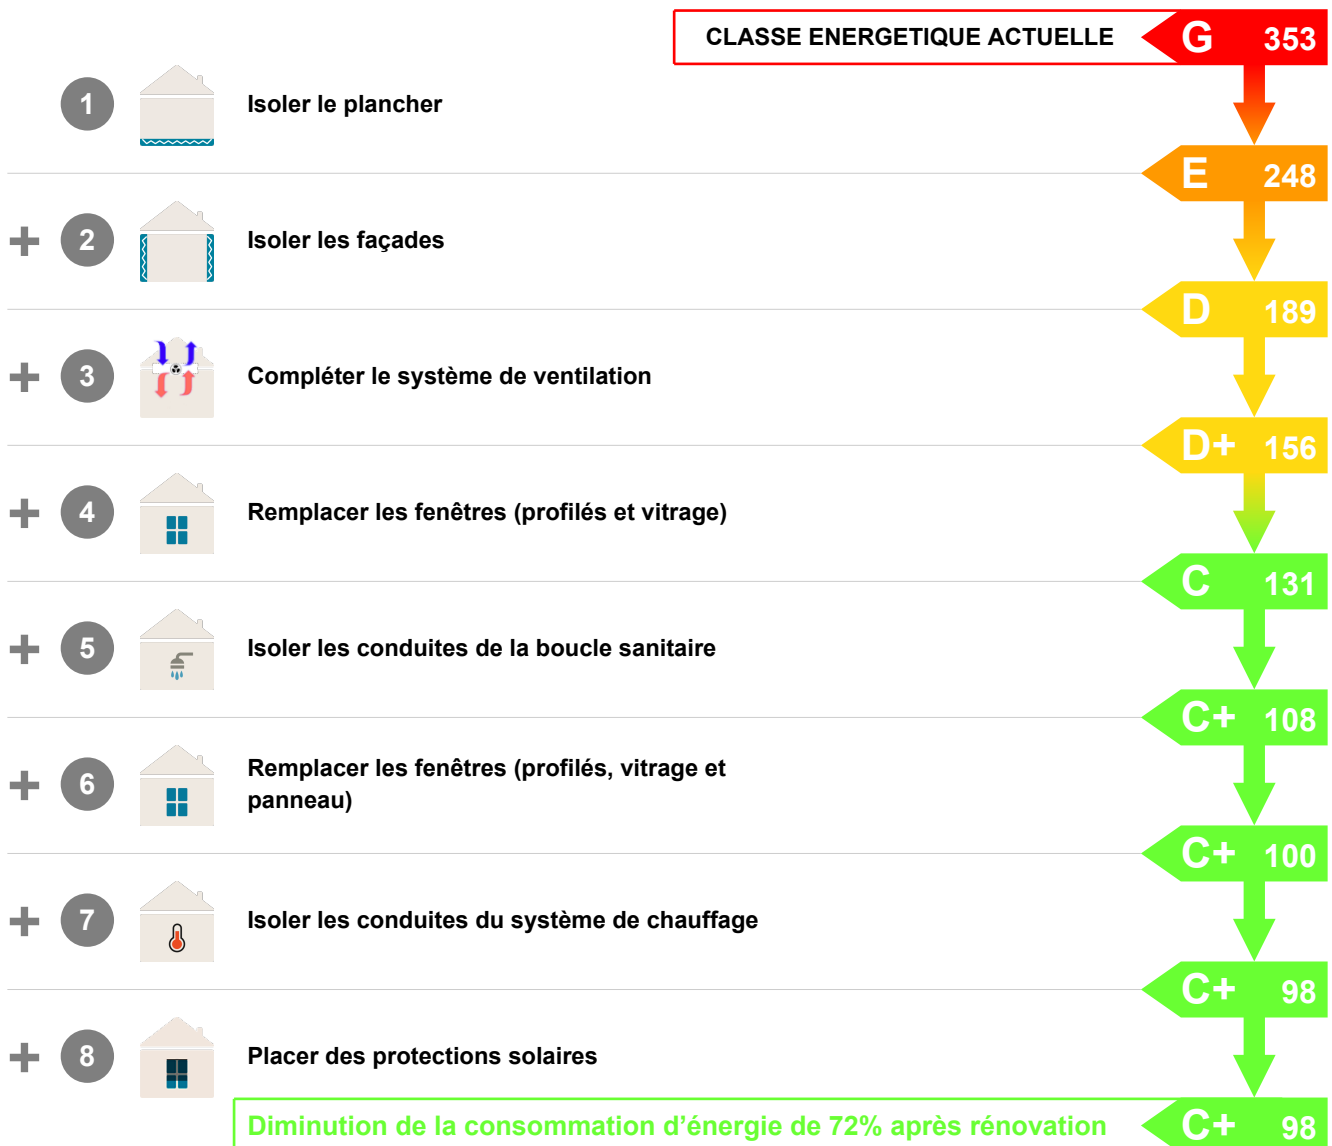 CLASSE ENERGETIQUE ACTUELLE G 353
1 Isoler le plancher
E 248
+ 2 Isoler les façades
D 189
+ 3 Compléter le système de ventilation
D+ 156
+ 4 Remplacer les fenêtres (profilés et vitrage)
C 131
+ 5 Isoler les conduites de la boucle sanitaire
C+ 108
+ 6 Remplacer les fenêtres (profilés, vitrage et
panneau)
C+ 100
+ 7 Isoler les conduites du système de chauffage
C+ 98
+ 8 Placer des protections solaires
Diminution de la consommation d’énergie de 72% après rénovation C+ 98